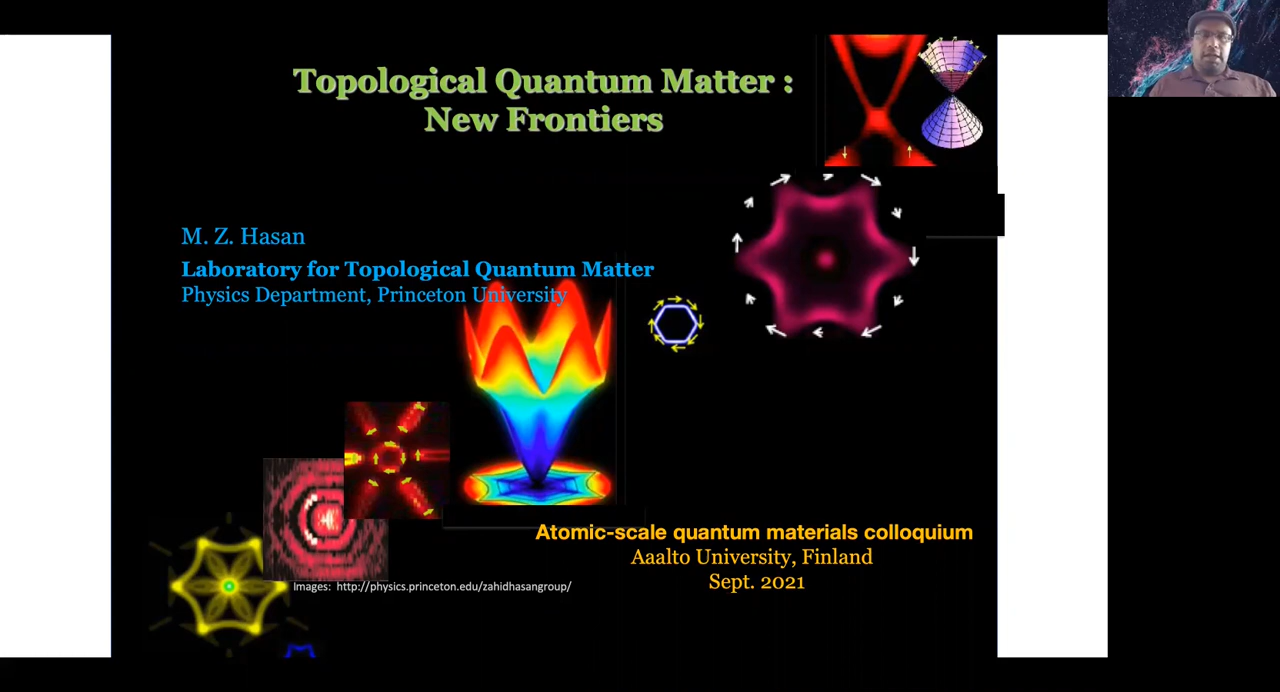 Topological Quantum Matter :
New Frontiers
M. Z. Hasan
Laboratory for Topological Quantum Matter
Physics Department, Princeton University
Atomic-scale quantum materials colloquium
Aaalto University, Finland
Sept. 2021
Images: http://physics.princeton.edu/zahidhasangroup/